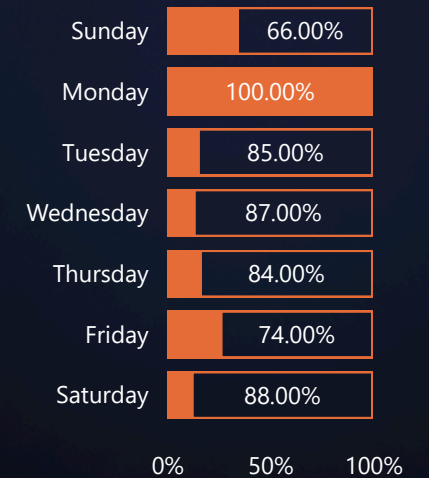 Sunday 66.00%
Monday 100.00%
Tuesday 85.00%
Wednesday 87.00%
Thursday 84.00%
Friday 74.00%
Saturday 88.00%
0% 50% 100%